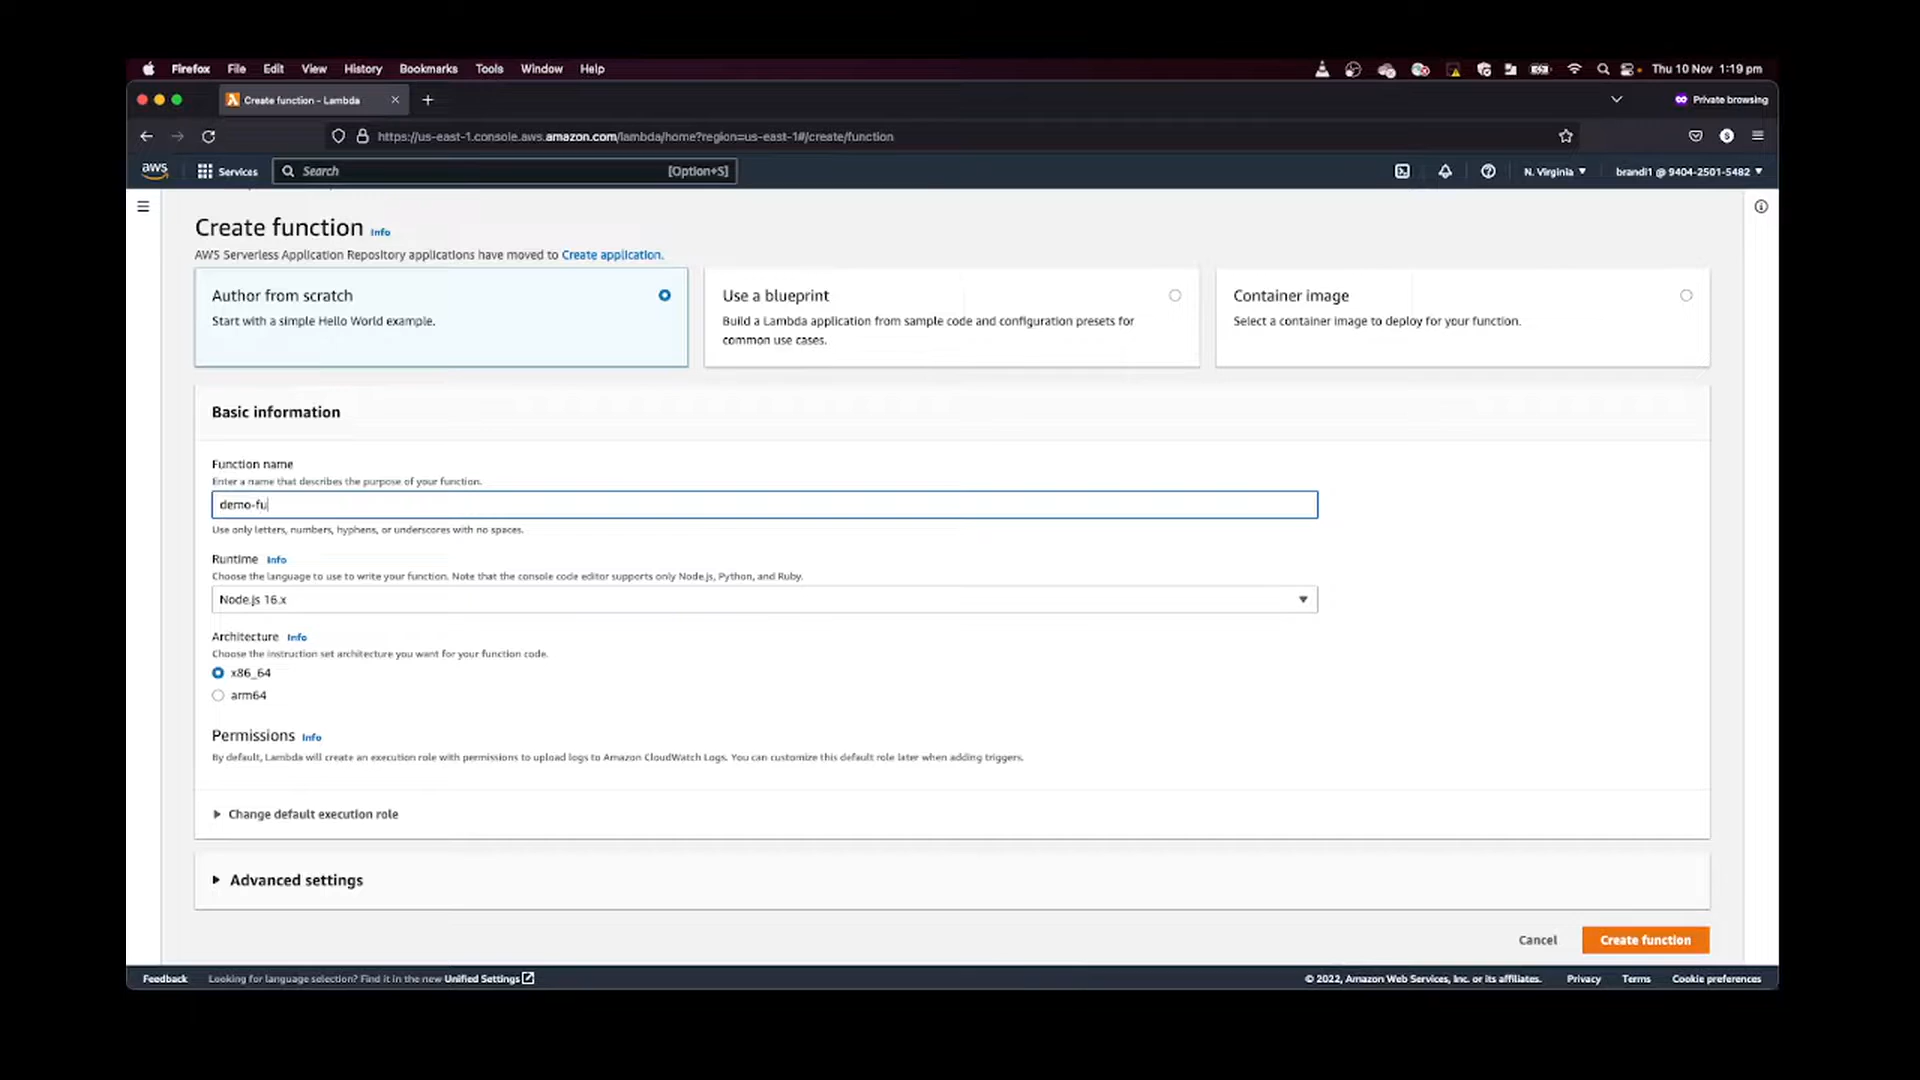 Firefox File Edit View History Bookmarks Tools Window Help Thu 10 Nov 1:19 pm
Create function - Lambda Private browsing
https://us-east-1.console.aws.amazon.com/lambda/home?region=us-east-1#/create/function
aws Services Search [Option+S] N. Virginia brandi1 @ 9404-2501-5482
Create function Info
AWS Serverless Application Repository applications have moved to Create application.
Author from scratch
Start with a simple Hello World example.
Use a blueprint
Build a Lambda application from sample code and configuration presets for
common use cases.
Container image
Select a container image to deploy for your function.
Basic information
Function name
Enter a name that describes the purpose of your function.
demo-fu
Use only letters, numbers, hyphens, or underscores with no spaces.
Runtime Info
Choose the language to use to write your function. Note that the console code editor supports only Node.js, Python, and Ruby.
Node.js 16.x
Architecture Info
Choose the instruction set architecture you want for your function code.
x86_64
arm64
Permissions Info
By default, Lambda will create an execution role with permissions to upload logs to Amazon CloudWatch Logs. You can customize this default role later when adding triggers.
Change default execution role
Advanced settings
Cancel Create function
Feedback Looking for language selection? Find it in the new Unified Settings © 2022, Amazon Web Services, Inc. or its affiliates. Privacy Terms Cookie preferences